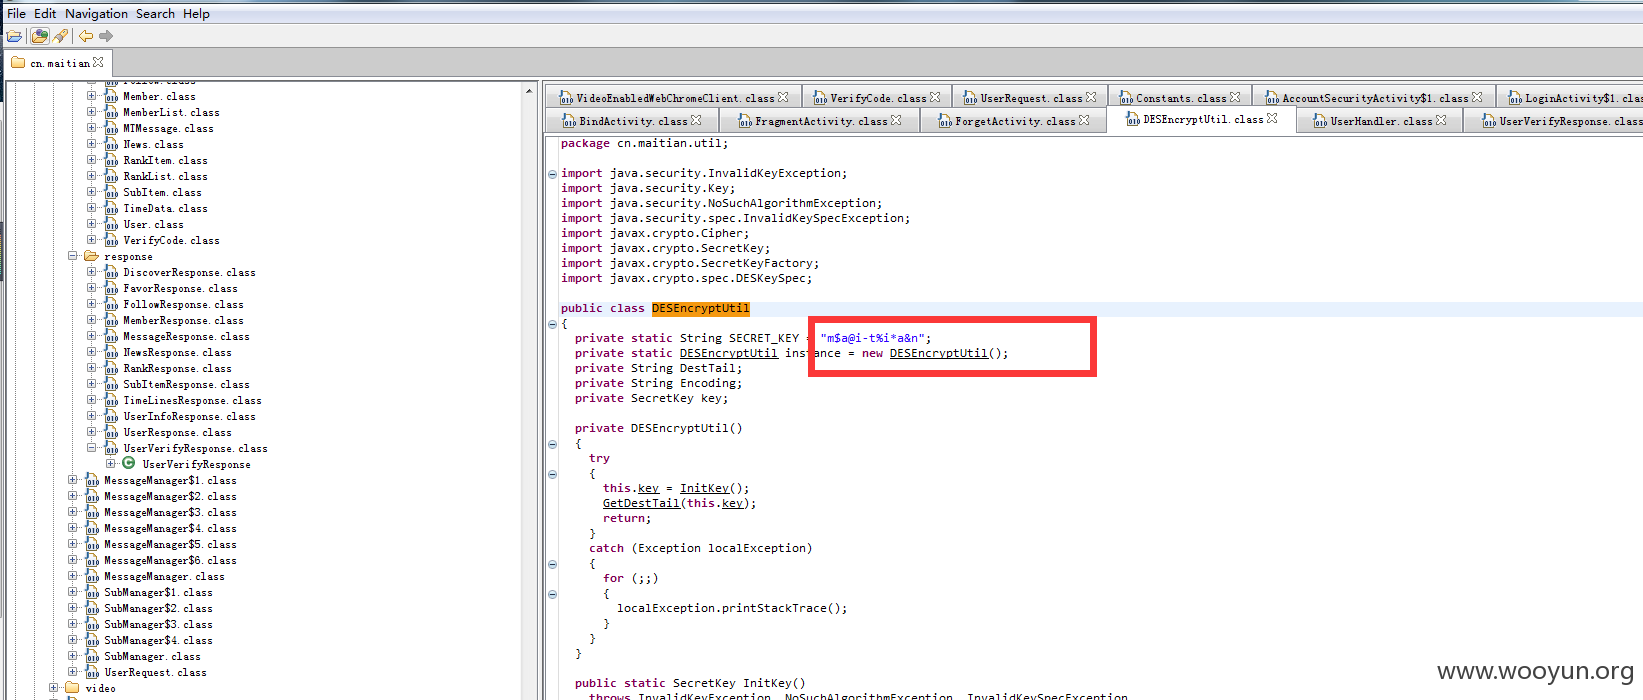 File Edit Navigation Search Help
cn.maitian
Follow.class
Member.class
MemberList.class
MIMessage.class
News.class
RankItem.class
RankList.class
SubItem.class
TimeData.class
User.class
VerifyCode.class
response
DiscoverResponse.class
FavorResponse.class
FollowResponse.class
MemberResponse.class
MessageResponse.class
NewsResponse.class
RankResponse.class
SubItemResponse.class
TimeLinesResponse.class
UserInfoResponse.class
UserResponse.class
UserVerifyResponse.class
UserVerifyResponse
MessageManager$1.class
MessageManager$2.class
MessageManager$3.class
MessageManager$4.class
MessageManager$5.class
MessageManager$6.class
MessageManager.class
SubManager$1.class
SubManager$2.class
SubManager$3.class
SubManager$4.class
SubManager.class
UserRequest.class
video
VideoEnabledWebChromeClient.class VerifyCode.class UserRequest.class Constants.class AccountSecurityActivity$1.class LoginActivity$1.clas
BindActivity.class FragmentActivity.class ForgetActivity.class DESEncryptUtil.class UserHandler.class UserVerifyResponse.class
package cn.maitian.util;
import java.security.InvalidKeyException;
import java.security.Key;
import java.security.NoSuchAlgorithmException;
import java.security.spec.InvalidKeySpecException;
import javax.crypto.Cipher;
import javax.crypto.SecretKey;
import javax.crypto.SecretKeyFactory;
import javax.crypto.spec.DESKeySpec;
public class DESEncryptUtil
{
private static String SECRET_KEY = "m$a@i-t%i*a&n";
private static DESEncryptUtil instance = new DESEncryptUtil();
private String DestTail;
private String Encoding;
private SecretKey key;
private DESEncryptUtil()
{
try
{
this.key = InitKey();
GetDestTail(this.key);
return;
}
catch (Exception localException)
{
for (;;)
{
localException.printStackTrace();
}
}
}
public static SecretKey InitKey()
throws InvalidKeyException, NoSuchAlgorithmException, InvalidKeySpecException
www.wooyun.org